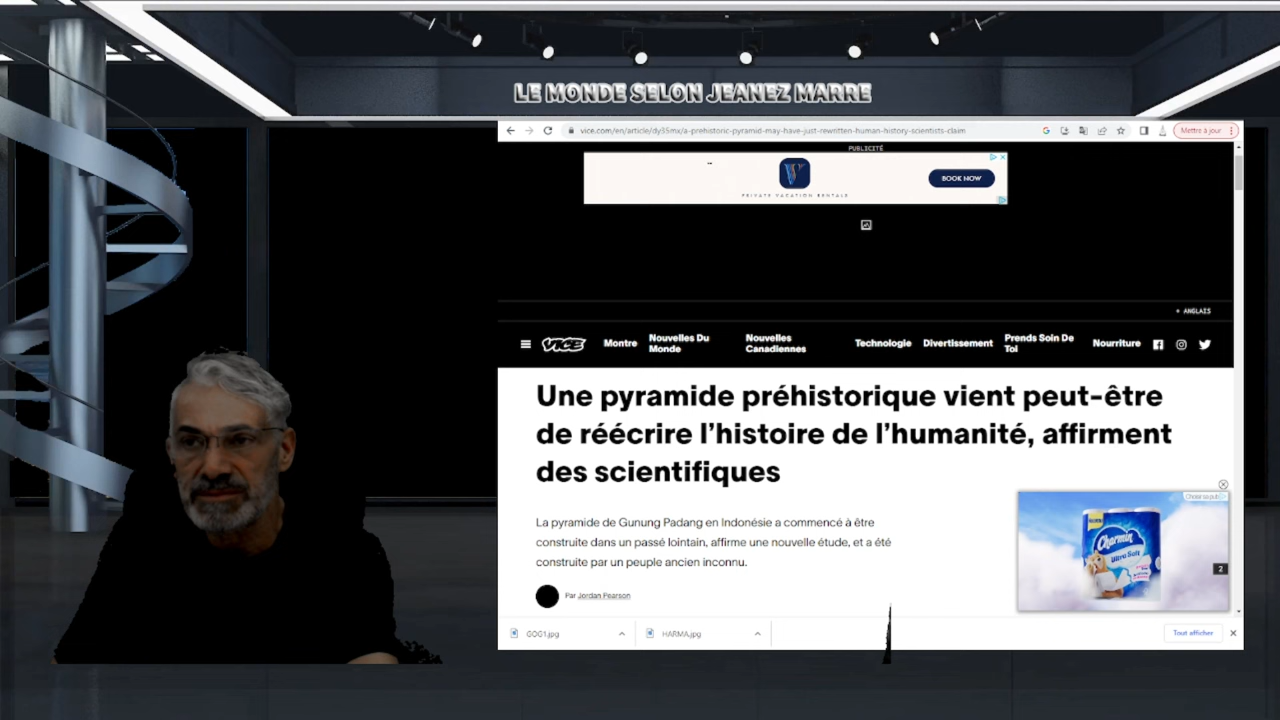 LE MONDE SELON JEANEZ MARRE
vice.com/en/article/dy35mx/a-prehistoric-pyramid-may-have-just-rewritten-human-history-scientists-claim
Mettre à jour
PUBLICITÉ
PRIVATE VACATION RENTALS
BOOK NOW
+ ANGLAIS
VICE
Montre
Nouvelles Du
Monde
Nouvelles
Canadiennes
Technologie
Divertissement
Prends Soin De
Toi
Nourriture
Une pyramide préhistorique vient peut-être
de réécrire l'histoire de l'humanité, affirment
des scientifiques
La pyramide de Gunung Padang en Indonésie a commencé à être
construite dans un passé lointain, affirme une nouvelle étude, et a été
construite par un peuple ancien inconnu.
Par Jordan Pearson
Charmin
Ultra Soft
2
GOG1.jpg
HARMA.jpg
Tout afficher